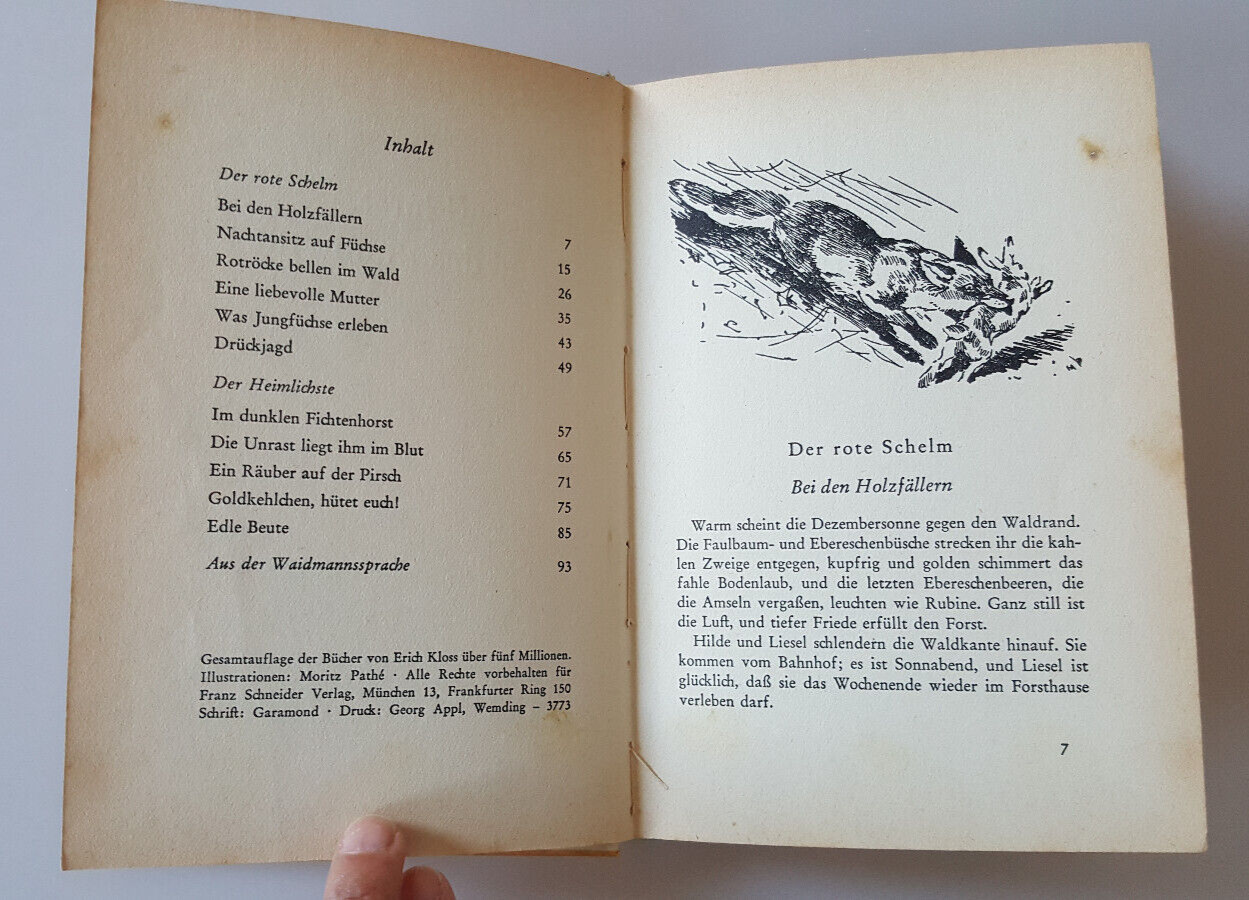 Inhalt
Der rote Schelm
Bei den Holzfällern 7
Nachtansitz auf Füchse 15
Rotröcke bellen im Wald 26
Eine liebevolle Mutter 35
Was Jungfüchse erleben 43
Drückjagd 49
Der Heimlichste
Im dunklen Fichtenhorst 57
Die Unrast liegt ihm im Blut 65
Ein Räuber auf der Pirsch 71
Goldkehlchen, hütet euch! 75
Edle Beute 85
Aus der Waidmannssprache 93
Gesamtauflage der Bücher von Erich Kloss über fünf Millionen.
Illustrationen: Moritz Pathé · Alle Rechte vorbehalten für
Franz Schneider Verlag, München 13, Frankfurter Ring 150
Schrift: Garamond · Druck: Georg Appl, Wemding – 3773
Der rote Schelm
Bei den Holzfällern
Warm scheint die Dezembersonne gegen den Waldrand.
Die Faulbaum- und Ebereschenbüsche strecken ihr die kah-
len Zweige entgegen, kupfrig und golden schimmert das
fahle Bodenlaub, und die letzten Ebereschenbeeren, die
die Amseln vergaßen, leuchten wie Rubine. Ganz still ist
die Luft, und tiefer Friede erfüllt den Forst.
Hilde und Liesel schlendern die Waldkante hinauf. Sie
kommen vom Bahnhof; es ist Sonnabend, und Liesel ist
glücklich, daß sie das Wochenende wieder im Forsthause
verleben darf.
7